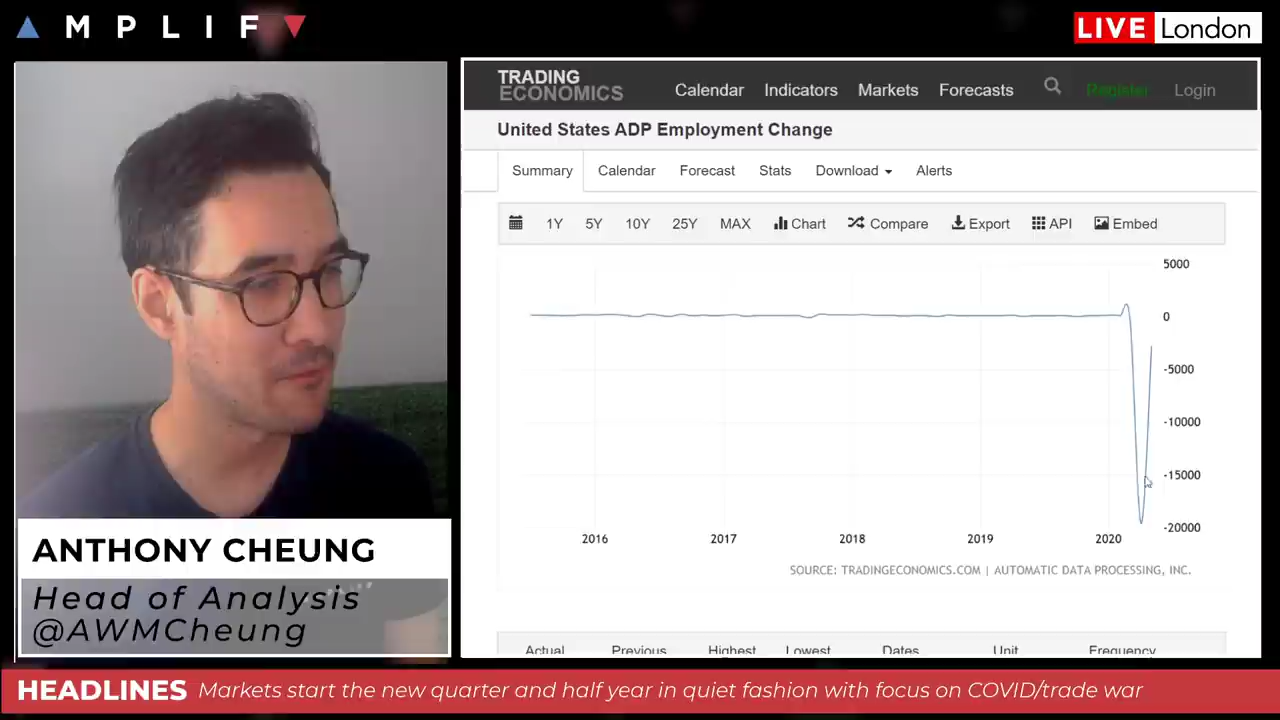 AMPLIFY
LIVE London
TRADING
ECONOMICS
Calendar Indicators Markets Forecasts Register Login
United States ADP Employment Change
Summary Calendar Forecast Stats Download Alerts
1Y 5Y 10Y 25Y MAX Chart Compare Export API Embed
5000
0
-5000
-10000
-15000
-20000
2016 2017 2018 2019 2020
SOURCE: TRADINGECONOMICS.COM | AUTOMATIC DATA PROCESSING, INC.
Actual Previous Highest Lowest Dates Unit Frequency
ANTHONY CHEUNG
Head of Analysis
@AWMCheung
HEADLINES Markets start the new quarter and half year in quiet fashion with focus on COVID/trade war